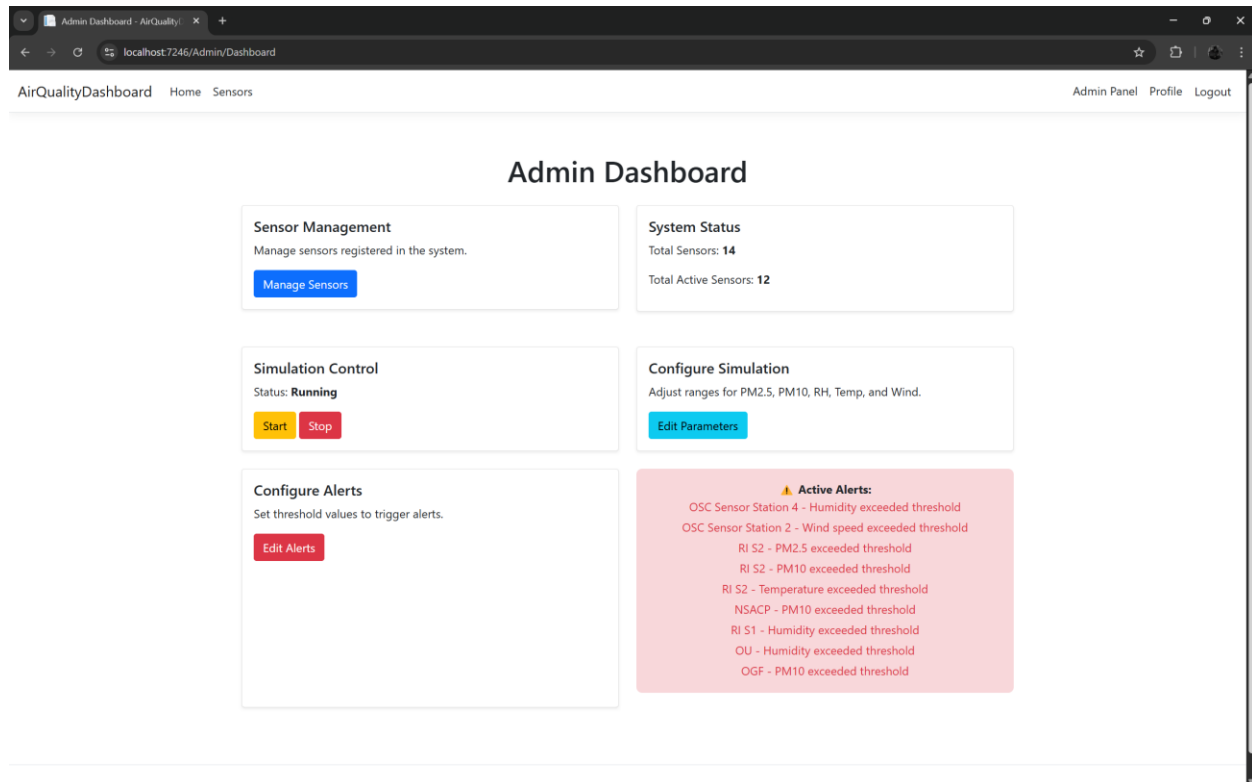 Admin Dashboard - AirQualityD
localhost:7246/Admin/Dashboard
AirQualityDashboard Home Sensors Admin Panel Profile Logout
Admin Dashboard
Sensor Management
Manage sensors registered in the system.
Manage Sensors
System Status
Total Sensors: 14
Total Active Sensors: 12
Simulation Control
Status: Running
Start Stop
Configure Simulation
Adjust ranges for PM2.5, PM10, RH, Temp, and Wind.
Edit Parameters
Configure Alerts
Set threshold values to trigger alerts.
Edit Alerts
⚠ Active Alerts:
OSC Sensor Station 4 - Humidity exceeded threshold
OSC Sensor Station 2 - Wind speed exceeded threshold
RI S2 - PM2.5 exceeded threshold
RI S2 - PM10 exceeded threshold
RI S2 - Temperature exceeded threshold
NSACP - PM10 exceeded threshold
RI S1 - Humidity exceeded threshold
OU - Humidity exceeded threshold
OGF - PM10 exceeded threshold